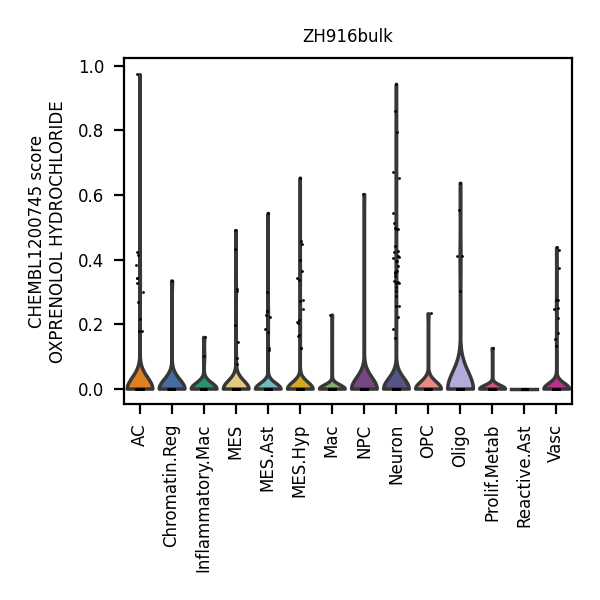 ZH916bulk
CHEMBL1200745 score
OXPRENOLOL HYDROCHLORIDE
1.0
0.8
0.6
0.4
0.2
0.0
AC
Chromatin.Reg
Inflammatory.Mac
MES
MES.Ast
MES.Hyp
Mac
NPC
Neuron
OPC
Oligo
Prolif.Metab
Reactive.Ast
Vasc